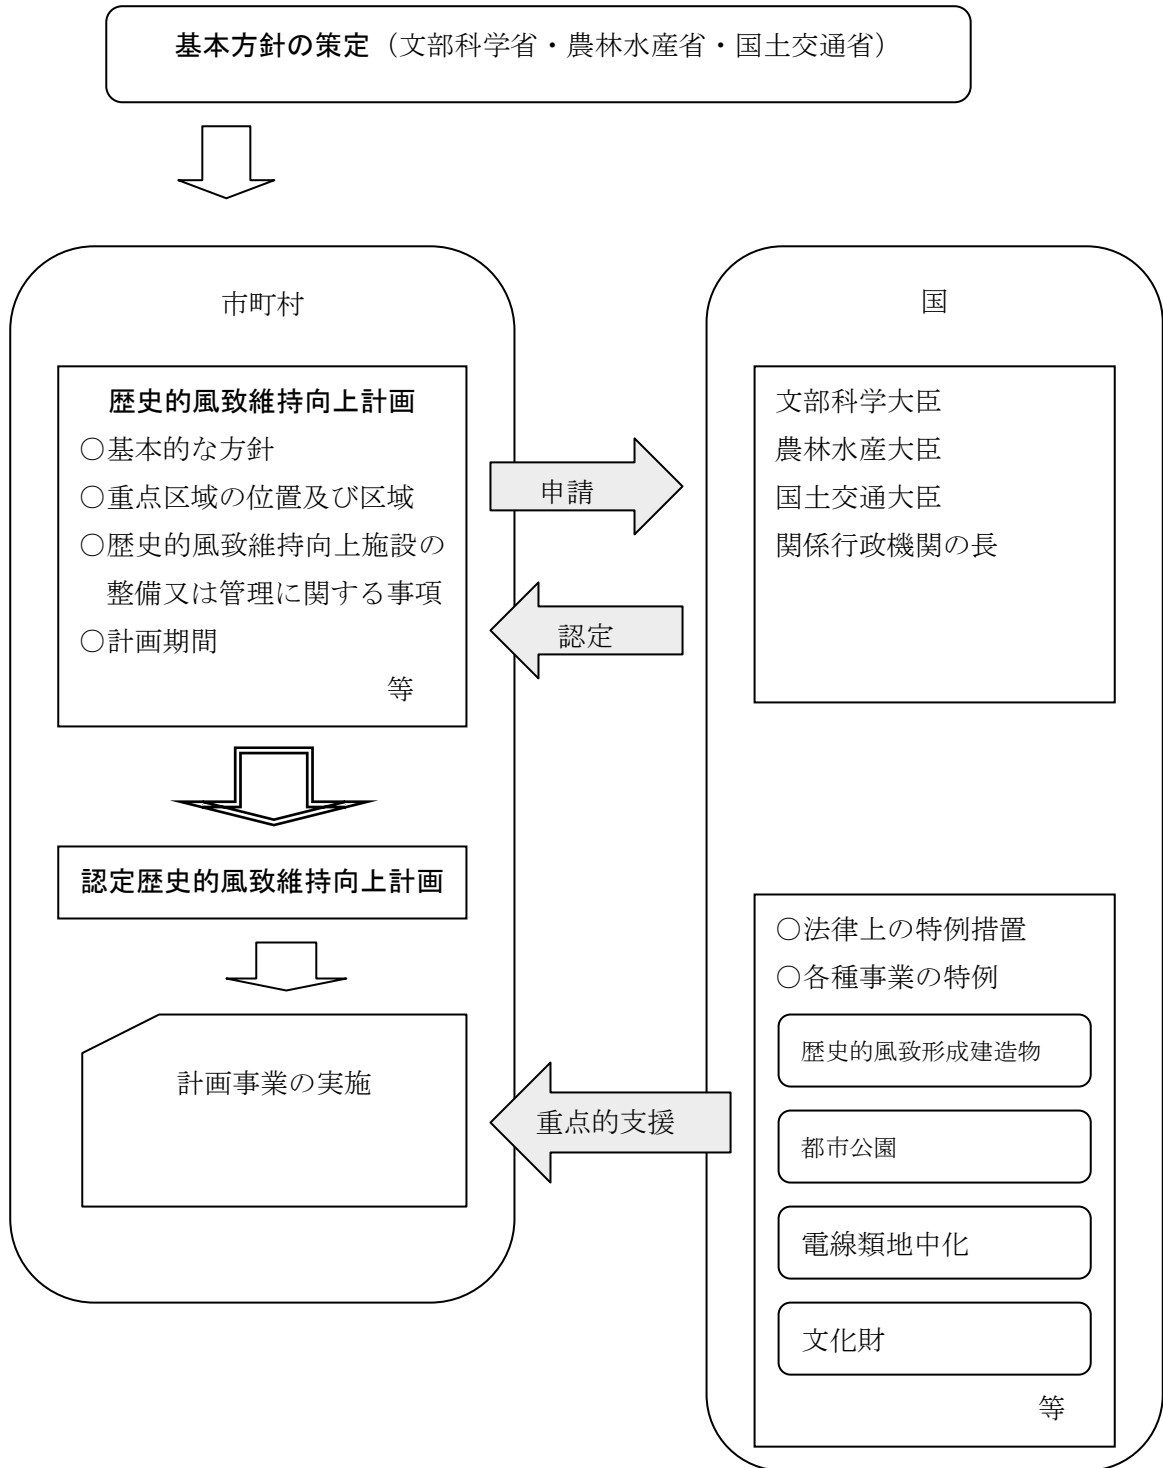 基本方針の策定（文部科学省・農林水産省・国土交通省）
市町村
歴史的風致維持向上計画
○基本的な方針
○重点区域の位置及び区域
○歴史的風致維持向上施設の
整備又は管理に関する事項
○計画期間
等
申請
認定
国
文部科学大臣
農林水産大臣
国土交通大臣
関係行政機関の長
認定歴史的風致維持向上計画
計画事業の実施
重点的支援
○法律上の特例措置
○各種事業の特例
歴史的風致形成建造物
都市公園
電線類地中化
文化財
等